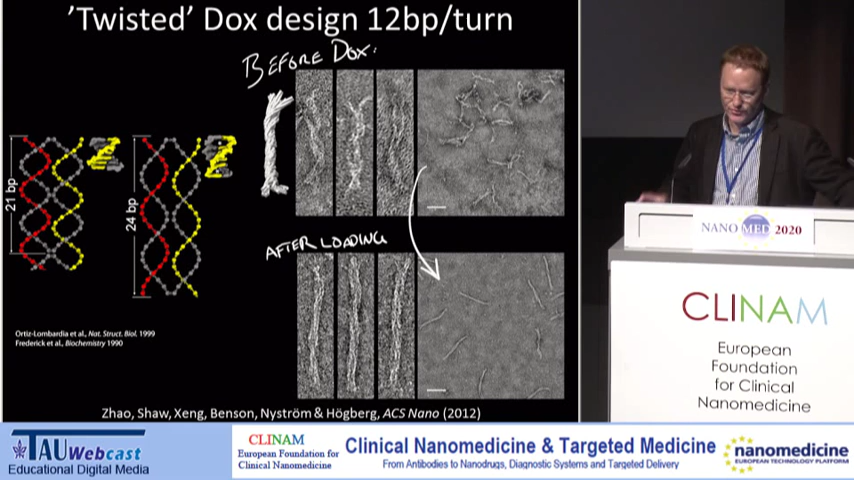 'Twisted' Dox design 12bp/turn
BEFORE DOX:
21 bp
24 bp
AFTER LOADING
Ortiz-Lombardia et al., Nat. Struct. Biol. 1999
Frederick et al., Biochemistry 1990
Zhao, Shaw, Xeng, Benson, Nyström & Högberg, ACS Nano (2012)
NANO MED 2020
CLINAM
European
Foundation
for Clinical
Nanomedicine
TAU Webcast
Educational Digital Media
CLINAM
European Foundation for
Clinical Nanomedicine
Clinical Nanomedicine & Targeted Medicine
From Antibodies to Nanodrugs, Diagnostic Systems and Targeted Delivery
nanomedicine
EUROPEAN TECHNOLOGY PLATFORM